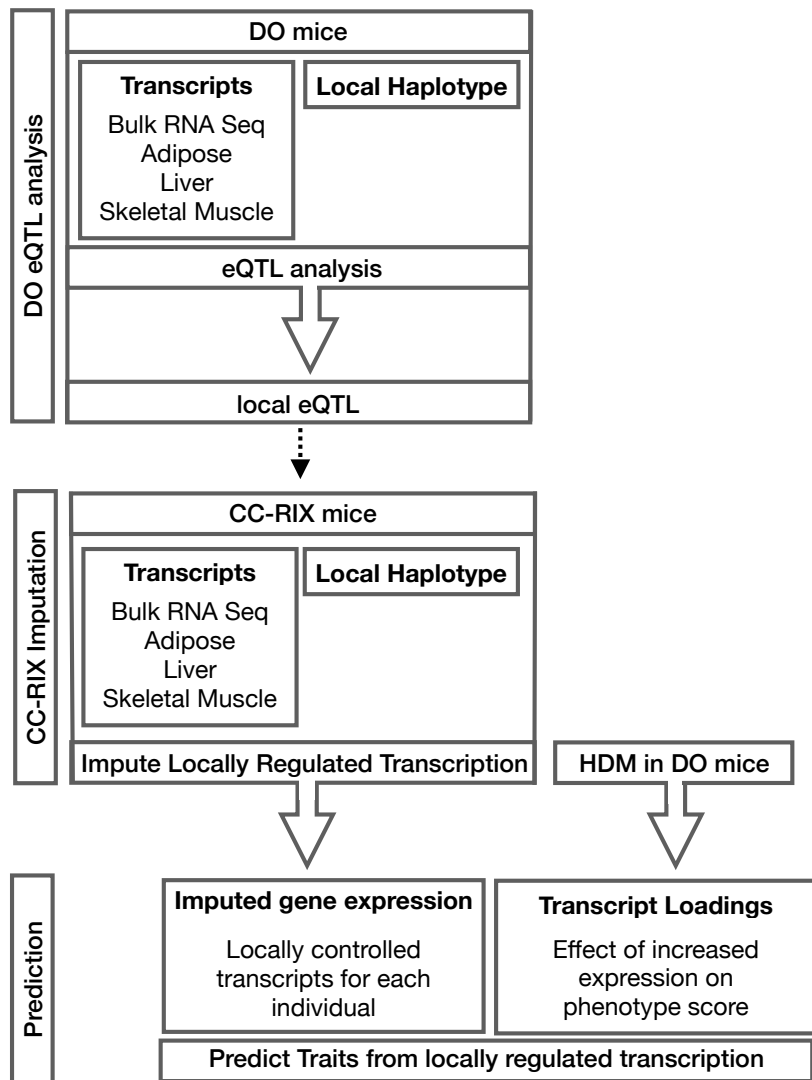 DO eQTL analysis
DO mice
Transcripts
Bulk RNA Seq
Adipose
Liver
Skeletal Muscle
Local Haplotype
eQTL analysis
local eQTL
CC-RIX Imputation
CC-RIX mice
Transcripts
Bulk RNA Seq
Adipose
Liver
Skeletal Muscle
Local Haplotype
Impute Locally Regulated Transcription
HDM in DO mice
Prediction
Imputed gene expression
Locally controlled
transcripts for each
individual
Transcript Loadings
Effect of increased
expression on
phenotype score
Predict Traits from locally regulated transcription